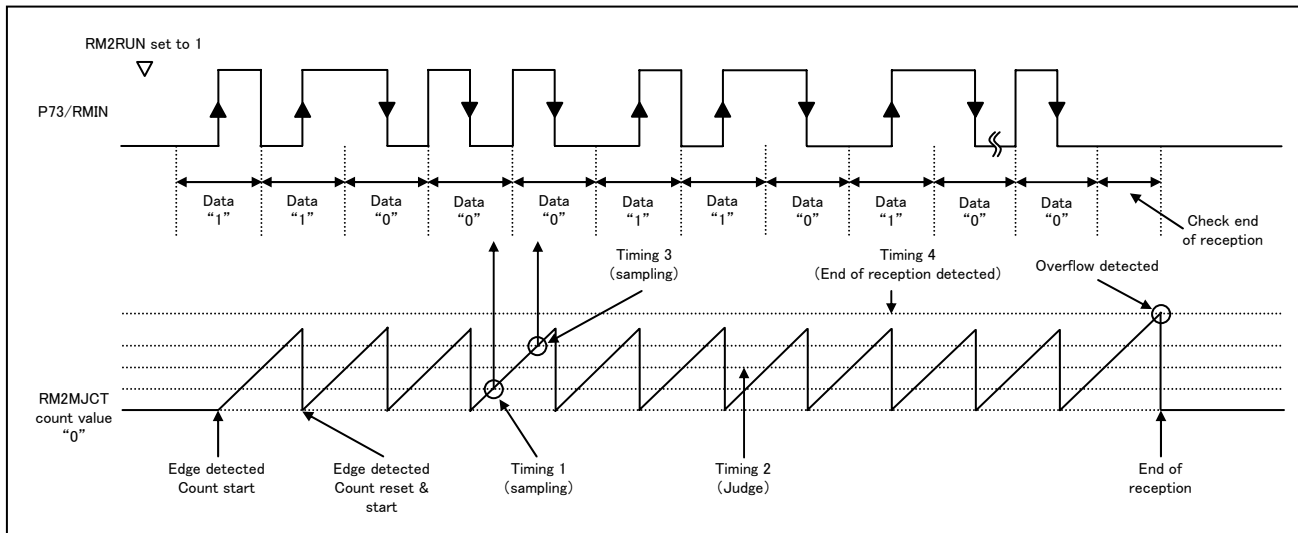 RM2RUN set to 1
P73/RMIN
Data
“1”
Data
“1”
Data
“0”
Data
“0”
Data
“0”
Data
“1”
Data
“1”
Data
“0”
Data
“1”
Data
“0”
Data
“0”
Check end
of reception
Timing 3
(sampling)
Timing 4
(End of reception detected)
Overflow detected
RM2MJCT
count value
“0”
Edge detected
Count start
Edge detected
Count reset &
start
Timing 1
(sampling)
Timing 2
(Judge)
End of
reception